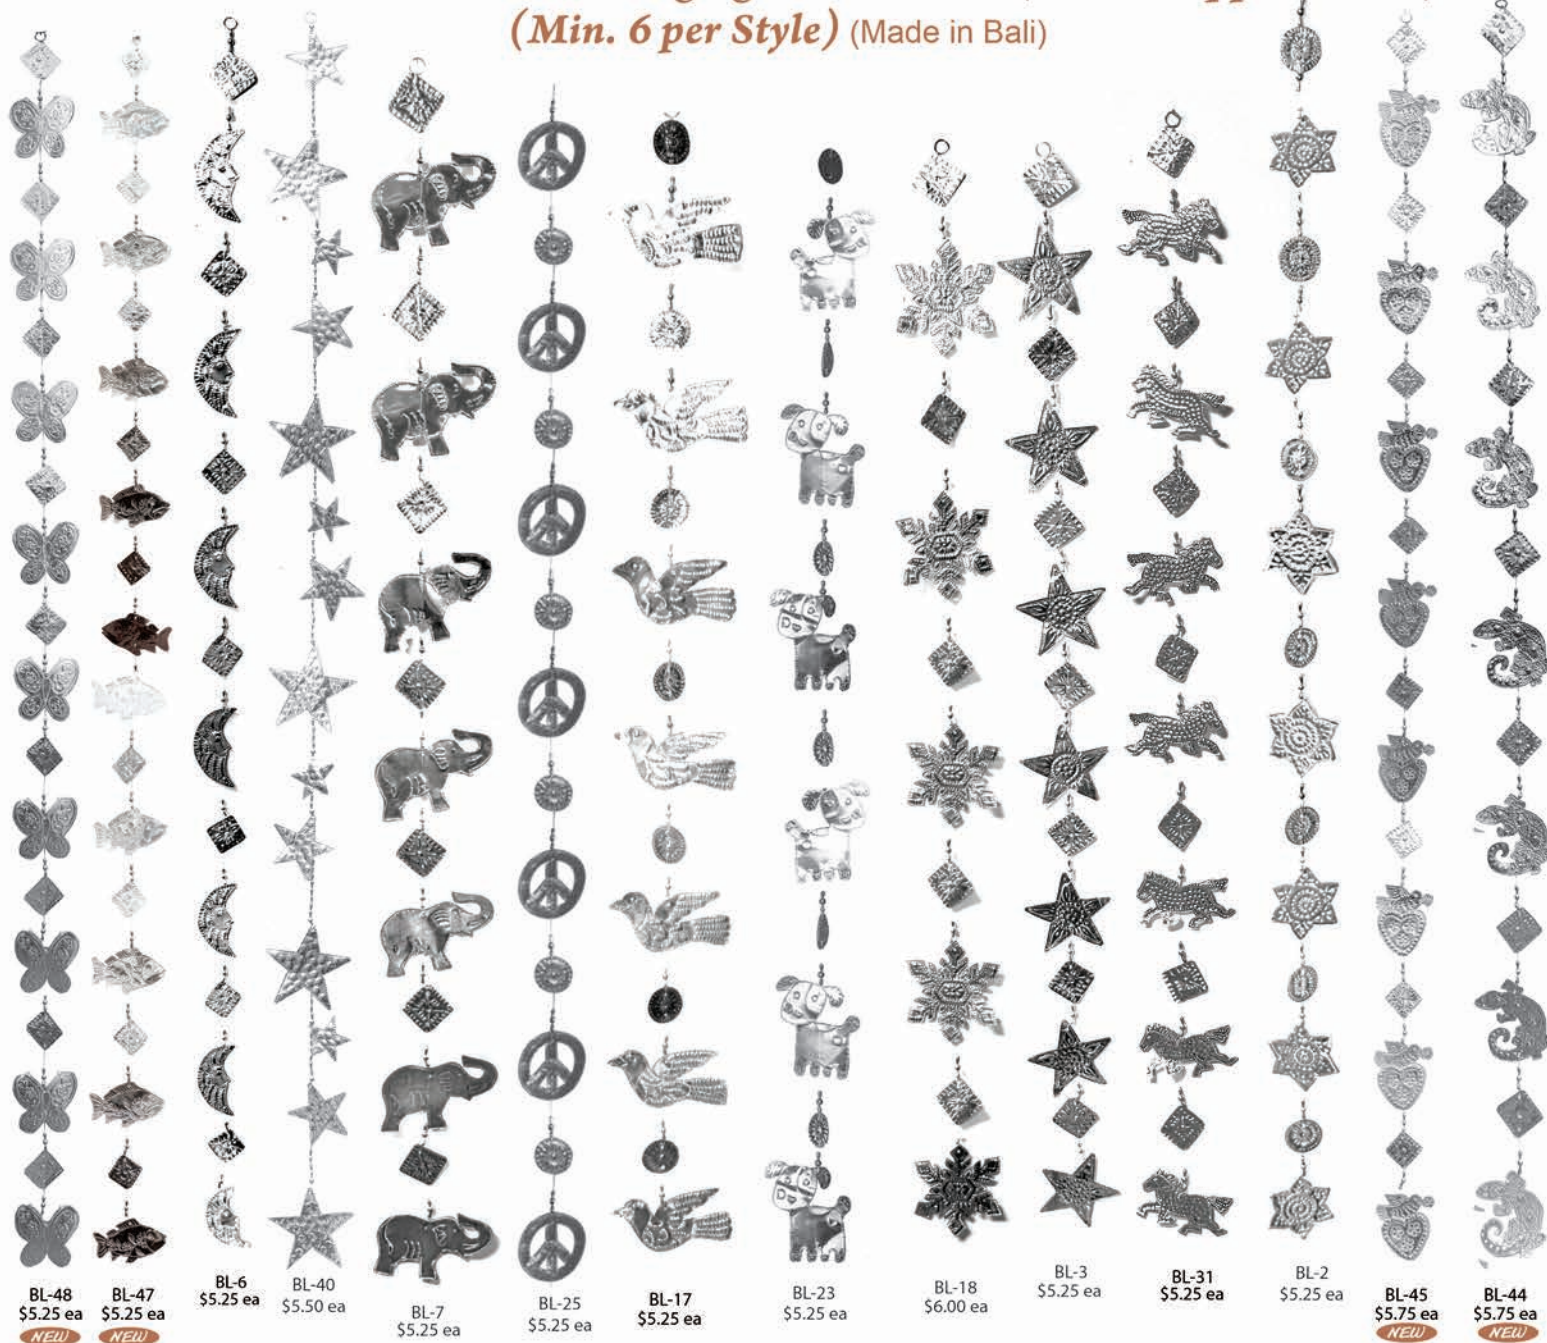 (Min. 6 per Style) (Made in Bali)
BL-48
$5.25 ea
NEW
BL-47
$5.25 ea
NEW
BL-6
$5.25 ea
BL-40
$5.50 ea
BL-7
$5.25 ea
BL-25
$5.25 ea
BL-17
$5.25 ea
BL-23
$5.25 ea
BL-18
$6.00 ea
BL-3
$5.25 ea
BL-31
$5.25 ea
BL-2
$5.25 ea
BL-45
$5.75 ea
NEW
BL-44
$5.75 ea
NEW